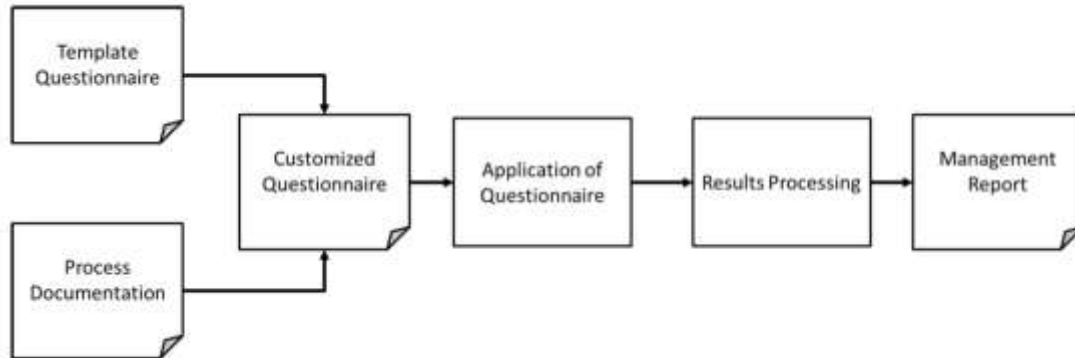 Template
Questionnaire
Customized
Questionnaire
Application of
Questionnaire
Results Processing
Management
Report
Process
Documentation